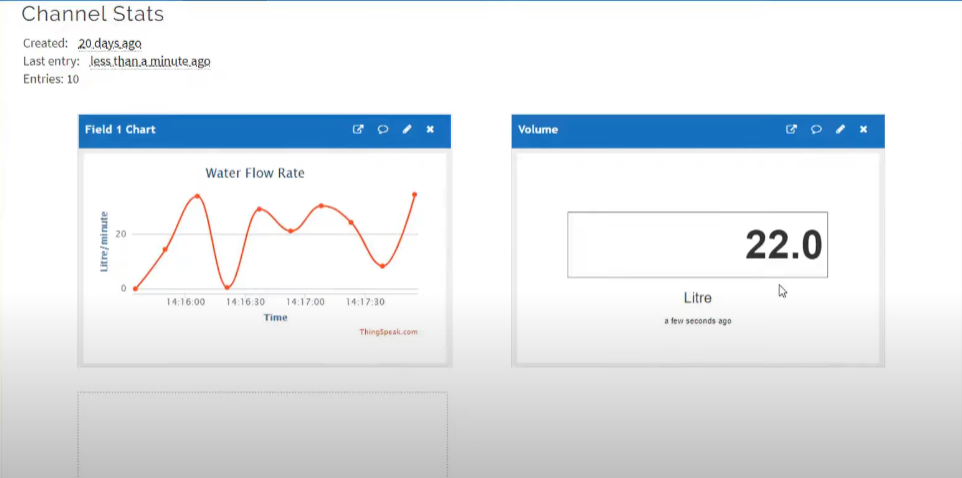 Channel Stats
Created: 20 days ago
Last entry: less than a minute ago
Entries: 10
Field 1 Chart
Water Flow Rate
Litre/minute
20
0
14:16:00 14:16:30 14:17:00 14:17:30
Time
ThingSpeak.com
Volume
22.0
Litre
a few seconds ago